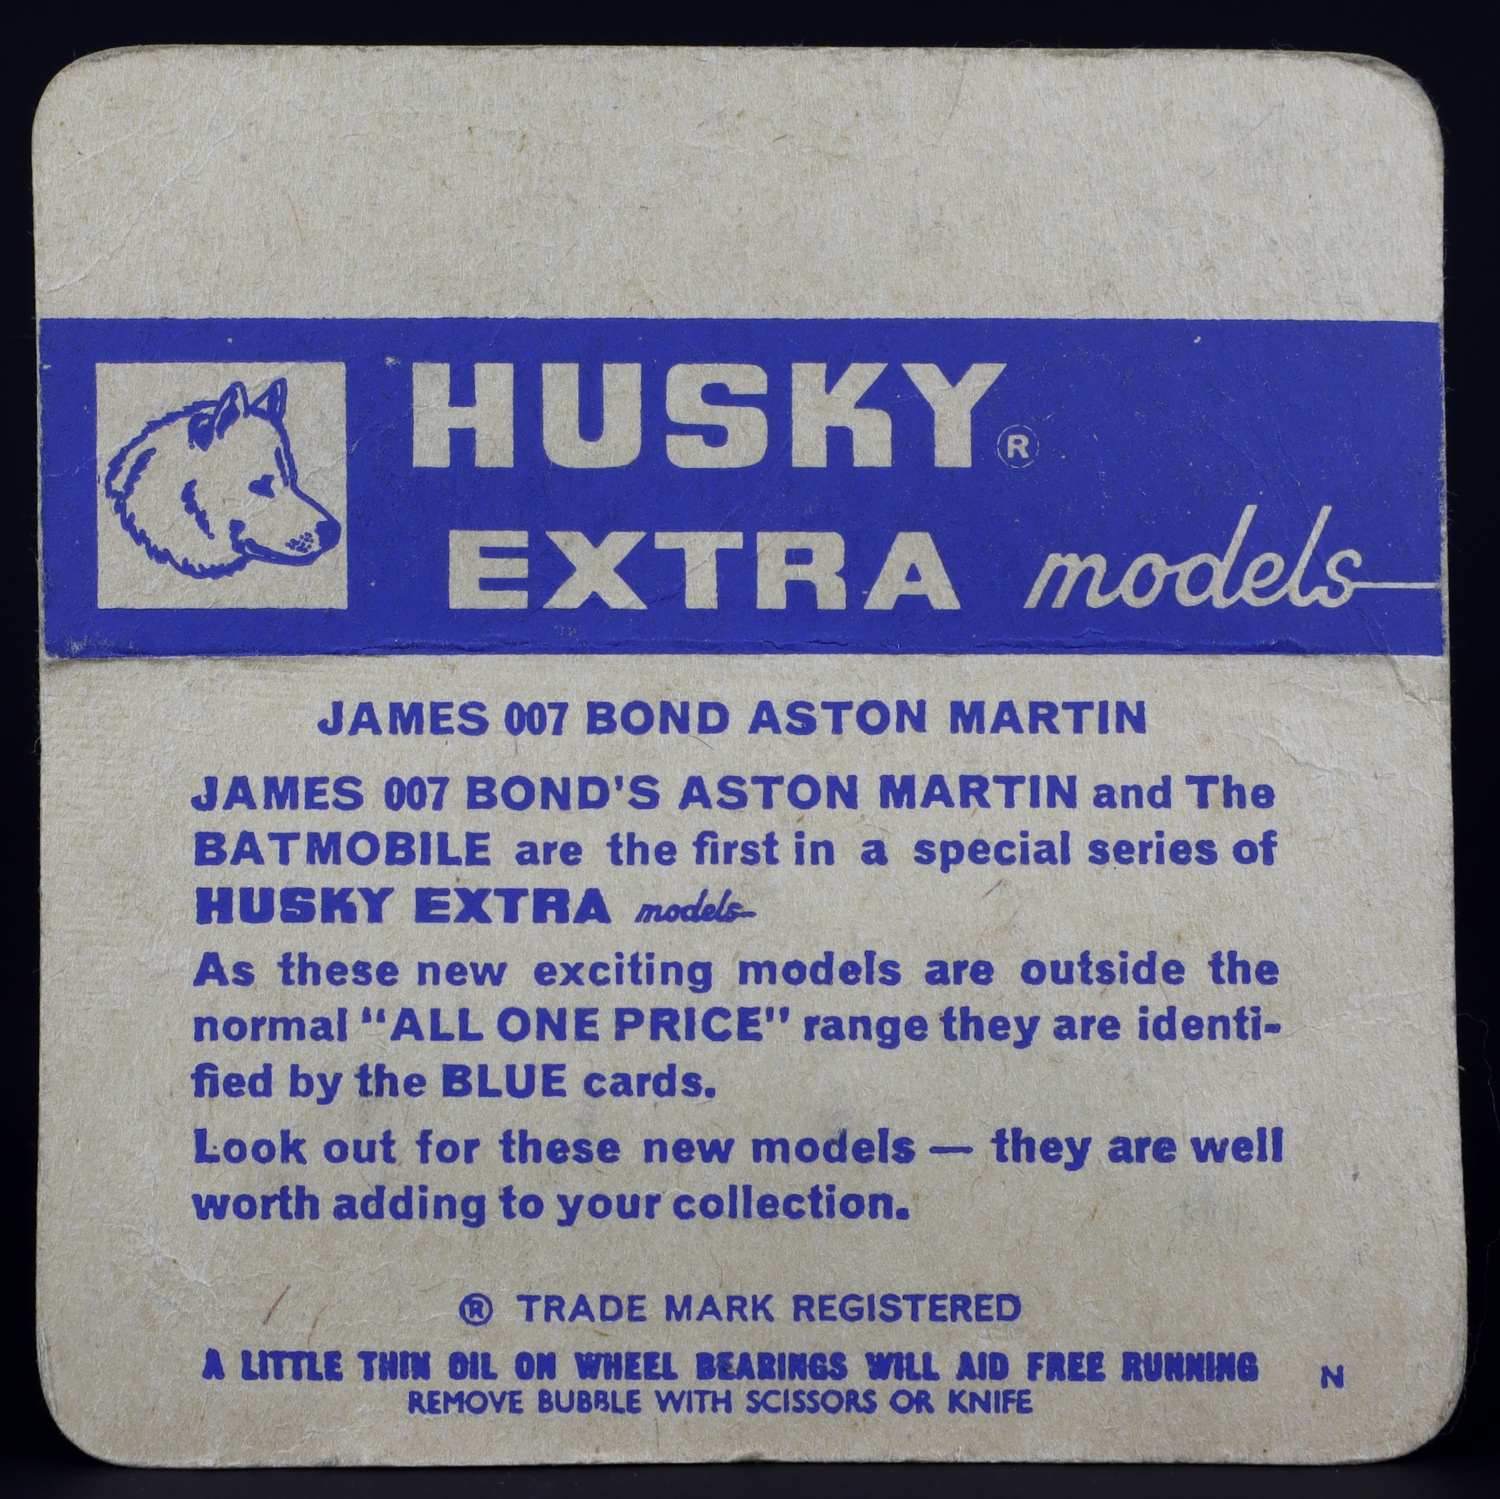 HUSKY ®
EXTRA models
JAMES 007 BOND ASTON MARTIN
JAMES 007 BOND'S ASTON MARTIN and The
BATMOBILE are the first in a special series of
HUSKY EXTRA models
As these new exciting models are outside the
normal "ALL ONE PRICE" range they are identi-
fied by the BLUE cards.
Look out for these new models — they are well
worth adding to your collection.
® TRADE MARK REGISTERED
A LITTLE THIN OIL ON WHEEL BEARINGS WILL AID FREE RUNNING
N
REMOVE BUBBLE WITH SCISSORS OR KNIFE